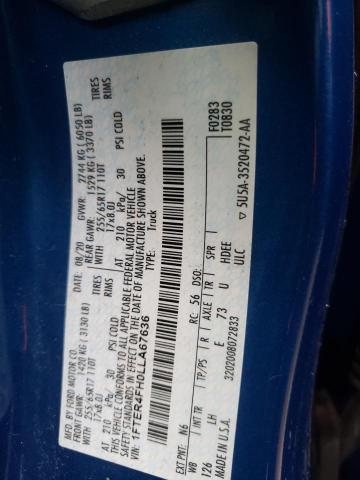 MFD. BY FORD MOTOR CO.
DATE: 08/20 GVWR: 2744 KG ( 6050 LB)
FRONT GAWR: 1420 KG ( 3130 LB) REAR GAWR: 1529 KG ( 3370 LB)
WITH 255/65R17 110T TIRES WITH 255/65R17 110T TIRES
17x8.0J RIMS 17x8.0J RIMS
AT 210 kPa/ 30 PSI COLD AT 210 kPa/ 30 PSI COLD
THIS VEHICLE CONFORMS TO ALL APPLICABLE FEDERAL MOTOR VEHICLE
SAFETY STANDARDS IN EFFECT ON THE DATE OF MANUFACTURE SHOWN ABOVE.
VIN: 1FTER4FH0LLA67636 Truck
F0283
T0830
EXT PNT: N6 RC: 56 DSO:
WB INT TR TP/PS R AXLE TR SPR
126 LH E 73 U HDEE
MADE IN U.S.A. ULC
3202008072833
▽ 5U5A-3520472-AA